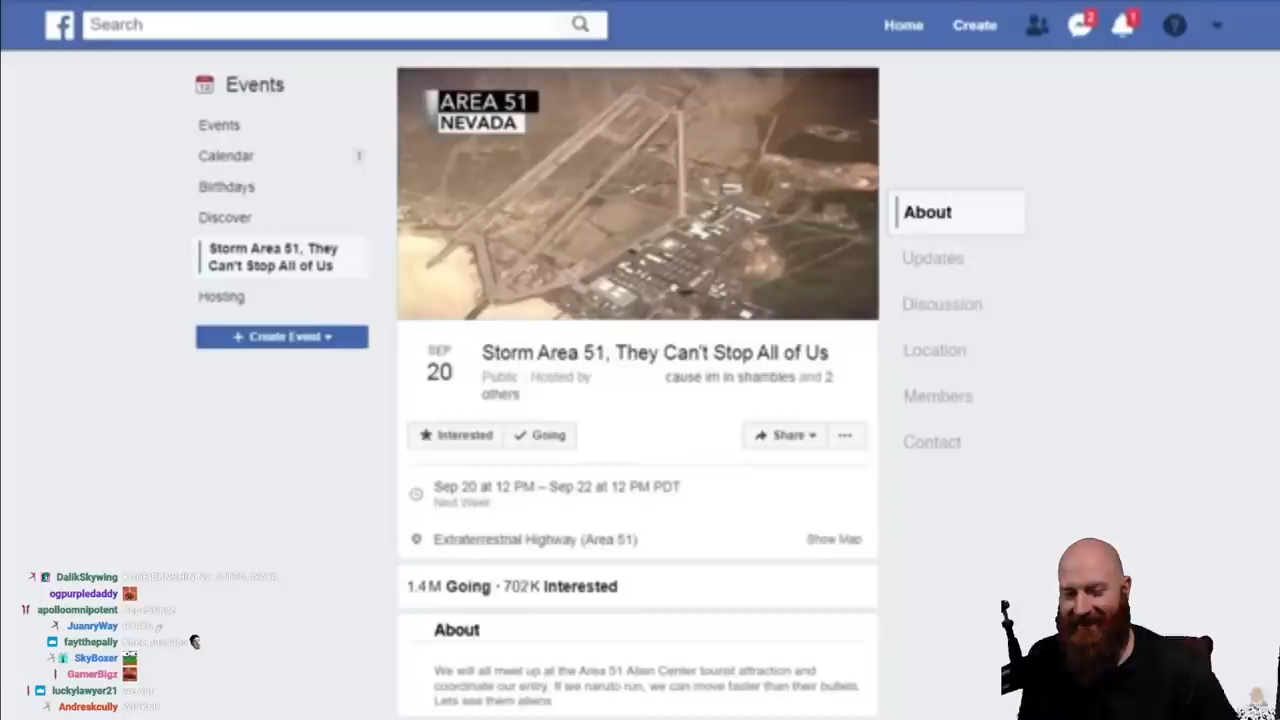 f
Search
Home
Create
2
1
?
Events
Events
Calendar
1
Birthdays
Discover
Storm Area 51, They
Can't Stop All of Us
Hosting
+ Create Event
AREA 51
NEVADA
SEP
20
Storm Area 51, They Can't Stop All of Us
Public · Hosted by cause im in shambles and 2
others
Interested
Going
Share
...
Sep 20 at 12 PM – Sep 22 at 12 PM PDT
Next Week
Extraterrestrial Highway (Area 51)
Show Map
1.4M Going · 702K Interested
About
We will all meet up at the Area 51 Alien Center tourist attraction and
coordinate our entry. If we naruto run, we can move faster than their bullets.
Lets see them aliens
About
Updates
Discussion
Location
Members
Contact
DalikSkywing
ogpurpledaddy
apolloomnipotent
JuanryWay
faytthepally
SkyBoxer
GamerBigz
luckylawyer21
Andreskcully